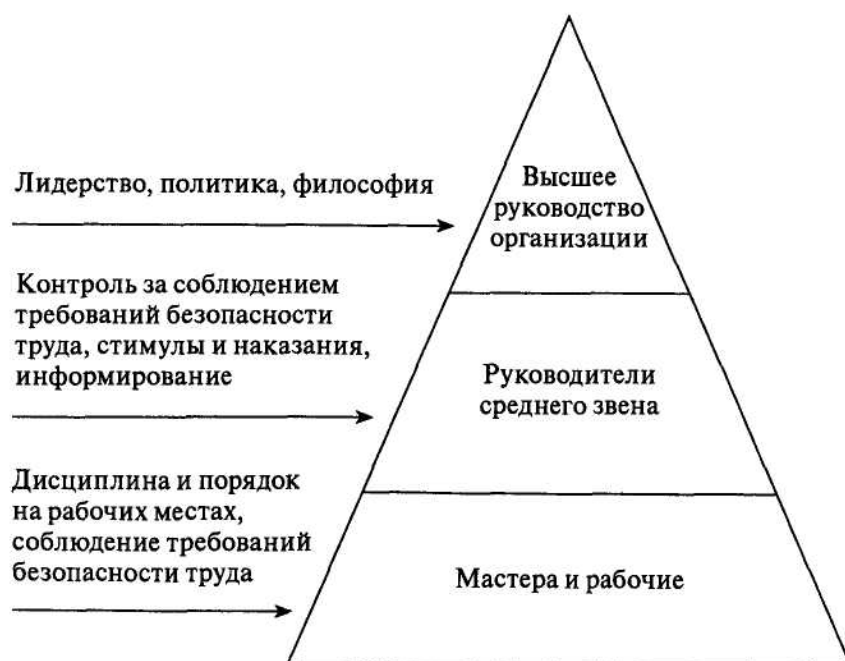 Лидерство, политика, философия
Высшее
руководство
организации
Контроль за соблюдением
требований безопасности
труда, стимулы и наказания,
информирование
Руководители
среднего звена
Дисциплина и порядок
на рабочих местах,
соблюдение требований
безопасности труда
Мастера и рабочие